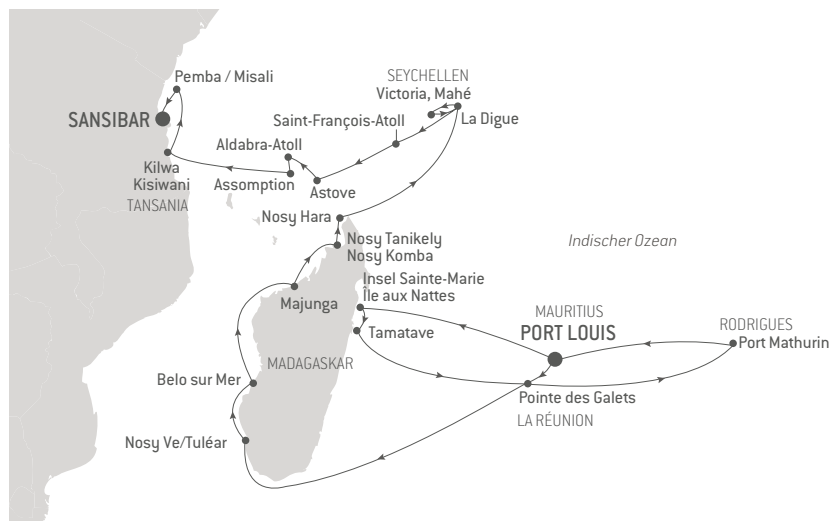 Pemba / Misali
SANSIBAR
Kilwa
Kisiwani
TANSANIA
SEYCHELLEN
Victoria, Mahé
La Digue
Saint-François-Atoll
Aldabra-Atoll
Assomption
Astove
Nosy Hara
Nosy Tanikely
Nosy Komba
Indischer Ozean
Insel Sainte-Marie
Île aux Nattes
Majunga
Tamatave
MAURITIUS
PORT LOUIS
RODRIGUES
Port Mathurin
MADAGASKAR
Belo sur Mer
Pointe des Galets
LA RÉUNION
Nosy Ve/Tuléar